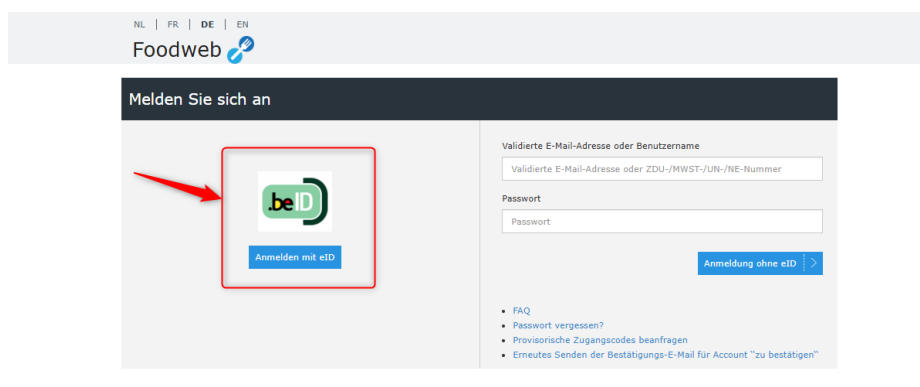 NL | FR | DE | EN
Foodweb
Melden Sie sich an
.beID
Anmelden mit eID
Validierte E-Mail-Adresse oder Benutzername
Validierte E-Mail-Adresse oder ZDU-/MWST-/UN-/NE-Nummer
Passwort
Passwort
Anmeldung ohne eID
FAQ
Passwort vergessen?
Provisorische Zugangscodes beanfragen
Erneutes Senden der Bestätigungs-E-Mail für Account "zu bestätigen"